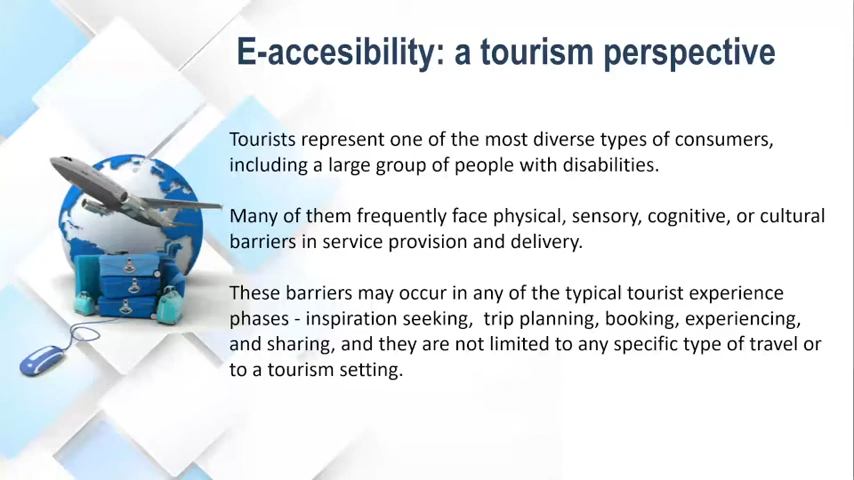 E-accesibility: a tourism perspective
Tourists represent one of the most diverse types of consumers,
including a large group of people with disabilities.
Many of them frequently face physical, sensory, cognitive, or cultural
barriers in service provision and delivery.
These barriers may occur in any of the typical tourist experience
phases - inspiration seeking,  trip planning, booking, experiencing,
and sharing, and they are not limited to any specific type of travel or
to a tourism setting.